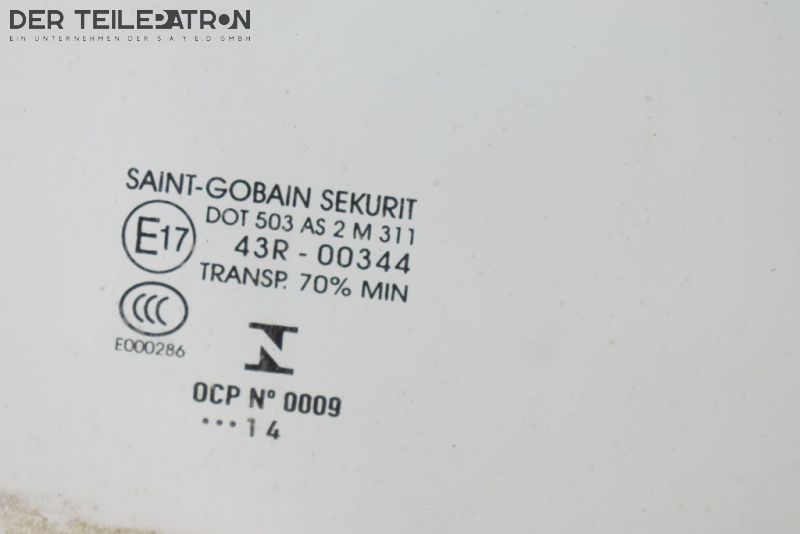 DER TEILEPATRON
EIN UNTERNEHMEN DER S A Y E D GMBH
SAINT-GOBAIN SEKURIT
DOT 503 AS 2 M 311
E17
43R - 00344
TRANSP. 70% MIN
CCC
E000286
N
OCP N° 0009
•••14